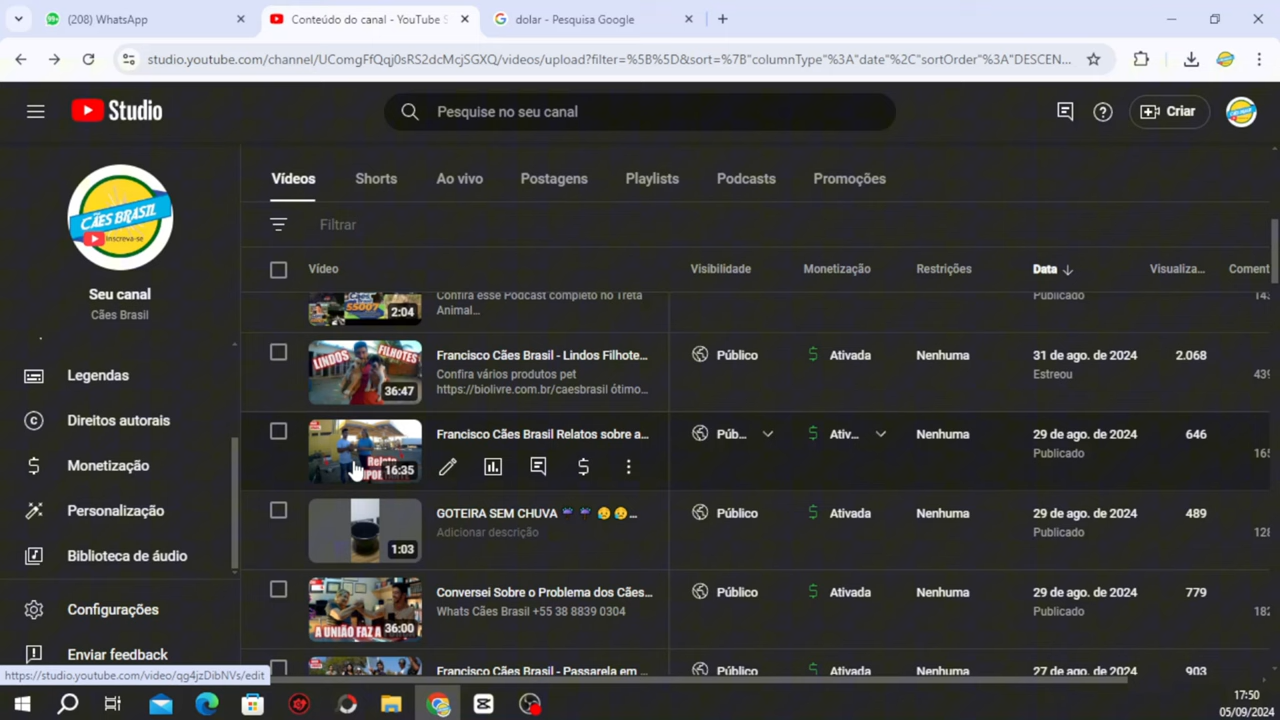 (208) WhatsApp
Conteúdo do canal - YouTube S
dolar - Pesquisa Google
studio.youtube.com/channel/UComgFfQqj0sRS2dcMcjSGXQ/videos/upload?filter=%5B%5D&sort=%7B"columnType"%3A"date"%2C"sortOrder"%3A"DESCEN...
Studio
Pesquise no seu canal
Criar
CÃES BRASIL
Inscreva-se
Seu canal
Cães Brasil
Legendas
Direitos autorais
Monetização
Personalização
Biblioteca de áudio
Configurações
Enviar feedback
https://studio.youtube.com/video/qg4jzDibNVs/edit
Vídeos Shorts Ao vivo Postagens Playlists Podcasts Promoções
Filtrar
Vídeo Visibilidade Monetização Restrições Data Visualiza... Coment
2:04
Confira esse Podcast completo no Treta
Animal...
Publicado
LINDOS FILHOTES
36:47
Francisco Cães Brasil - Lindos Filhote...
Confira vários produtos pet
https://biolivre.com.br/caesbrasil ótimo...
Público Ativada Nenhuma 31 de ago. de 2024 2.068
Estreou
16:35
Francisco Cães Brasil Relatos sobre a...
Púb... Ativ... Nenhuma 29 de ago. de 2024 646
Publicado
1:03
GOTEIRA SEM CHUVA ☔☔😥😥...
Adicionar descrição
Público Ativada Nenhuma 29 de ago. de 2024 489
Publicado
A UNIÃO FAZ A
36:00
Conversei Sobre o Problema dos Cães...
Whats Cães Brasil +55 38 8839 0304
Público Ativada Nenhuma 29 de ago. de 2024 779
Publicado
Francisco Cães Brasil - Passarela em
Público Ativada Nenhuma 27 de ago. de 2024 903
17:50
05/09/2024